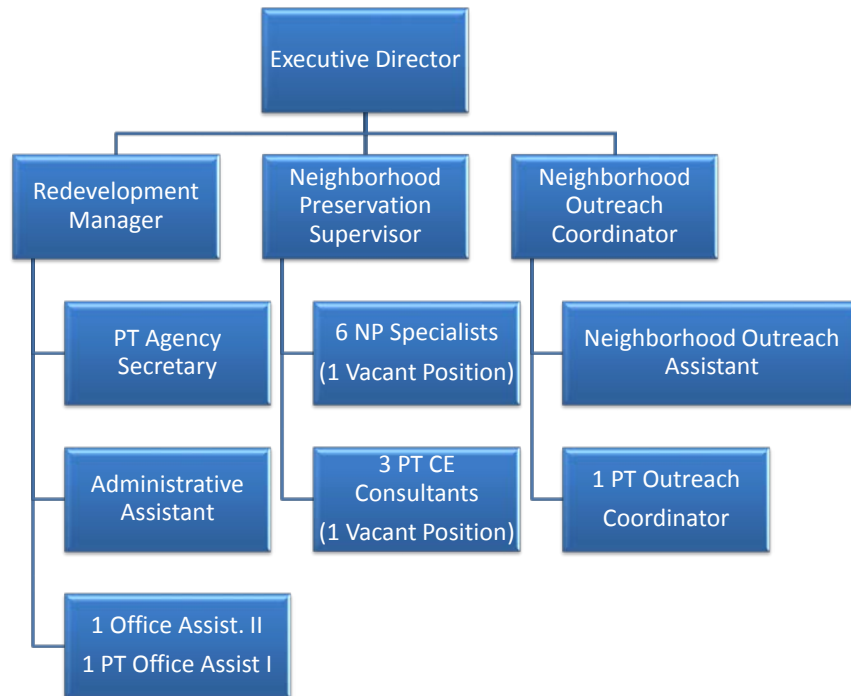 Executive Director
Redevelopment
Manager
Neighborhood
Preservation
Supervisor
Neighborhood
Outreach
Coordinator
PT Agency
Secretary
6 NP Specialists
(1 Vacant Position)
Neighborhood Outreach
Assistant
Administrative
Assistant
3 PT CE
Consultants
(1 Vacant Position)
1 PT Outreach
Coordinator
1 Office Assist. II
1 PT Office Assist I